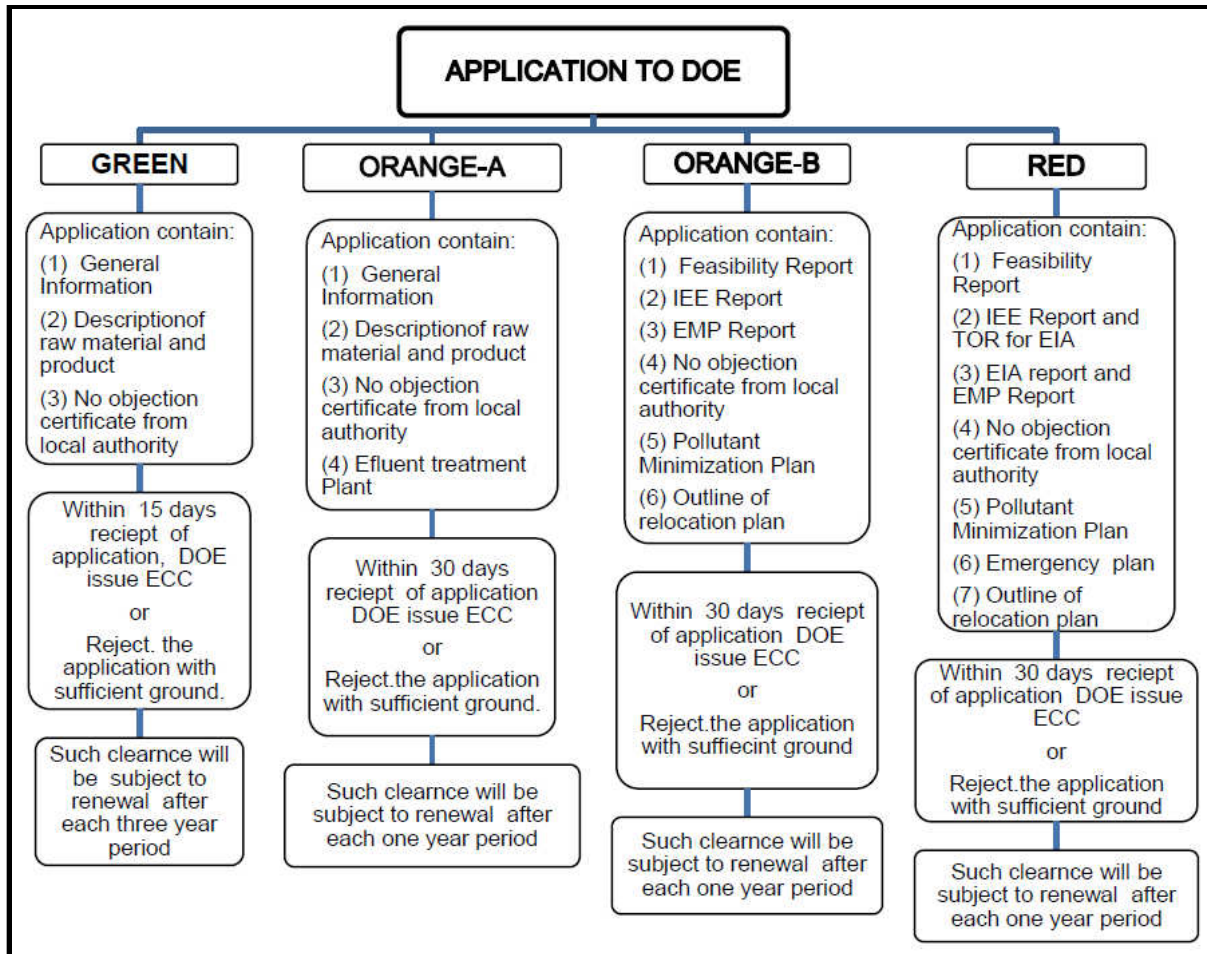 APPLICATION TO DOE
GREEN
Application contain:
(1) General
Information
(2) Descriptionof
raw material and
product
(3) No objection
certificate from
local authority
Within 15 days
reciept of
application, DOE
issue ECC
or
Reject. the
application with
sufficient ground.
Such clearnce will
be subject to
renewal after
each three year
period
ORANGE-A
Application contain:
(1) General
Information
(2) Descriptionof raw
material and product
(3) No objection
certificate from local
authority
(4) Efluent treatment
Plant
Within 30 days
reciept of application
DOE issue ECC
or
Reject.the application
with sufficient ground.
Such clearnce will be
subject to renewal after
each one year period
ORANGE-B
Application contain:
(1) Feasibility Report
(2) IEE Report
(3) EMP Report
(4) No objection
certificate from local
authority
(5) Pollutant
Minimization Plan
(6) Outline of
relocation plan
Within 30 days reciept
of application DOE
issue ECC
or
Reject.the application
with suffiecint ground
Such clearnce will be
subject to renewal after
each one year period
RED
Application contain:
(1) Feasibility
Report
(2) IEE Report and
TOR for EIA
(3) EIA report and
EMP Report
(4) No objection
certificate from local
authority
(5) Pollutant
Minimization Plan
(6) Emergency plan
(7) Outline of
relocation plan
Within 30 days reciept
of application DOE issue
ECC
or
Reject.the application
with sufficient ground
Such clearnce will be
subject to renewal after
each one year period